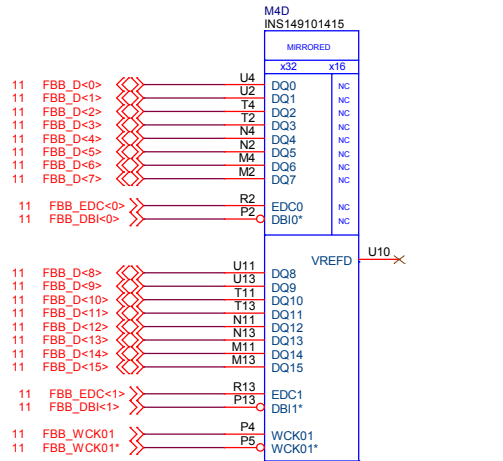 M4D
INS149101415
MIRRORED
x32 x16
11 FBB_D<0> U4 DQ0 NC
11 FBB_D<1> U2 DQ1 NC
11 FBB_D<2> T4 DQ2 NC
11 FBB_D<3> T2 DQ3 NC
11 FBB_D<4> N4 DQ4 NC
11 FBB_D<5> N2 DQ5 NC
11 FBB_D<6> M4 DQ6 NC
11 FBB_D<7> M2 DQ7 NC
11 FBB_EDC<0> R2 EDC0 NC
11 FBB_DBI<0> P2 DBI0* NC
VREFD U10
11 FBB_D<8> U11 DQ8
11 FBB_D<9> U13 DQ9
11 FBB_D<10> T11 DQ10
11 FBB_D<11> T13 DQ11
11 FBB_D<12> N11 DQ12
11 FBB_D<13> N13 DQ13
11 FBB_D<14> M11 DQ14
11 FBB_D<15> M13 DQ15
11 FBB_EDC<1> R13 EDC1
11 FBB_DBI<1> P13 DBI1*
11 FBB_WCK01 P4 WCK01
11 FBB_WCK01* P5 WCK01*